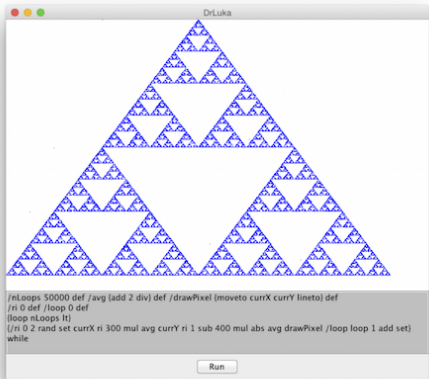 DrLuka
/nLoops 50000 def /avg {add 2 div} def /drawPixel {moveto currX currY lineto} def
/ri 0 def /loop 0 def
{loop nLoops lt}
{/ri 0 2 rand set currX ri 300 mul avg currY ri 1 sub 400 mul abs avg drawPixel /loop loop 1 add set}
while
Run